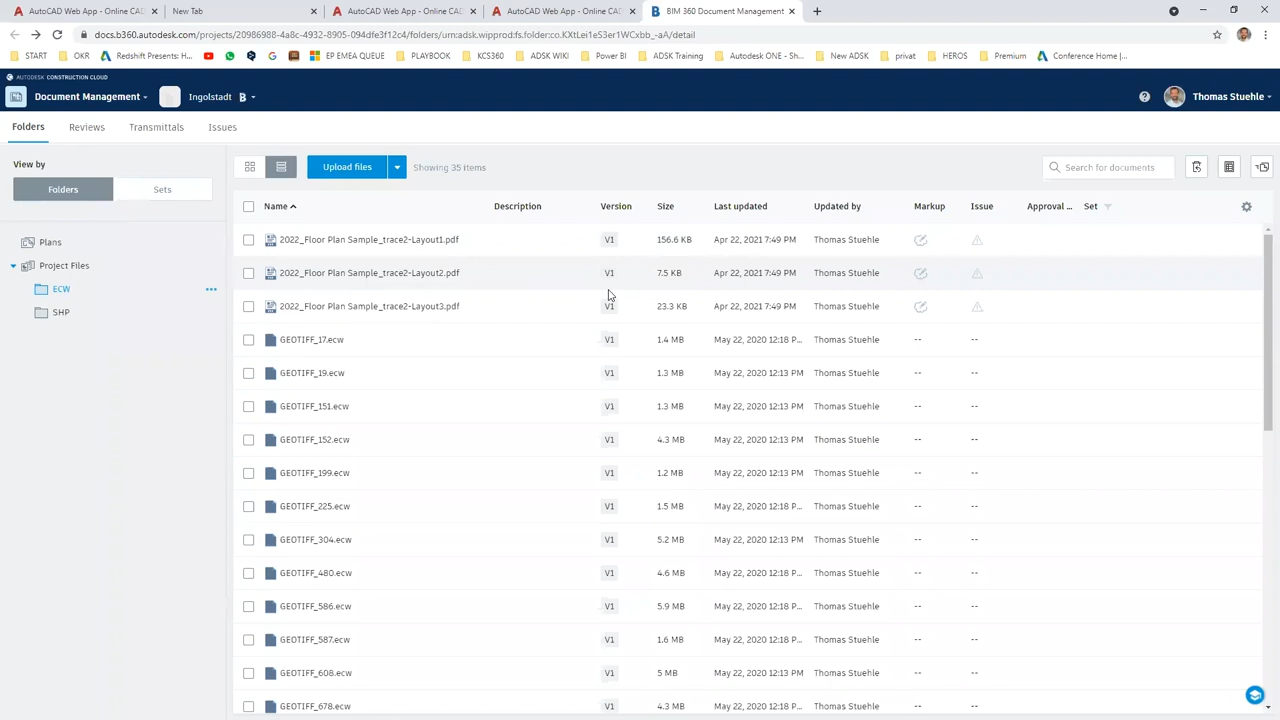 AutoCAD Web App - Online CAD
New Tab
AutoCAD Web App - Online CAD
AutoCAD Web App - Online CAD
BIM 360 Document Management
docs.b360.autodesk.com/projects/20986988-4a8c-4932-8905-094dfe3f12c4/folders/urn:adsk.wipprod:fs.folder:co.KXtLei1eS3er1WCxbb_-aA/detail
START
OKR
Redshift Presents: H...
EP EMEA QUEUE
PLAYBOOK
KCS360
ADSK WIKI
Power BI
ADSK Training
Autodesk ONE - Sh...
New ADSK
privat
HEROS
Premium
Conference Home |...
AUTODESK CONSTRUCTION CLOUD
Document Management
Ingolstadt
Thomas Stuehle
Folders
Reviews
Transmittals
Issues
View by
Folders
Sets
Plans
Project Files
ECW
SHP
Upload files
Showing 35 items
Search for documents
Name Description Version Size Last updated Updated by Markup Issue Approval ... Set
2022_Floor Plan Sample_trace2-Layout1.pdf V1 156.6 KB Apr 22, 2021 7:49 PM Thomas Stuehle
2022_Floor Plan Sample_trace2-Layout2.pdf V1 7.5 KB Apr 22, 2021 7:49 PM Thomas Stuehle
2022_Floor Plan Sample_trace2-Layout3.pdf V1 23.3 KB Apr 22, 2021 7:49 PM Thomas Stuehle
GEOTIFF_17.ecw V1 1.4 MB May 22, 2020 12:18 P... Thomas Stuehle -- --
GEOTIFF_19.ecw V1 1.3 MB May 22, 2020 12:13 PM Thomas Stuehle -- --
GEOTIFF_151.ecw V1 1.3 MB May 22, 2020 12:13 PM Thomas Stuehle -- --
GEOTIFF_152.ecw V1 4.3 MB May 22, 2020 12:18 P... Thomas Stuehle -- --
GEOTIFF_199.ecw V1 1.2 MB May 22, 2020 12:13 PM Thomas Stuehle -- --
GEOTIFF_225.ecw V1 1.5 MB May 22, 2020 12:18 P... Thomas Stuehle -- --
GEOTIFF_304.ecw V1 5.2 MB May 22, 2020 12:13 PM Thomas Stuehle -- --
GEOTIFF_480.ecw V1 4.6 MB May 22, 2020 12:18 P... Thomas Stuehle -- --
GEOTIFF_586.ecw V1 5.9 MB May 22, 2020 12:18 P... Thomas Stuehle -- --
GEOTIFF_587.ecw V1 1.6 MB May 22, 2020 12:18 P... Thomas Stuehle -- --
GEOTIFF_608.ecw V1 5 MB May 22, 2020 12:18 P... Thomas Stuehle -- --
GEOTIFF_678.ecw V1 4.3 MB May 22, 2020 12:18 P... Thomas Stuehle -- --